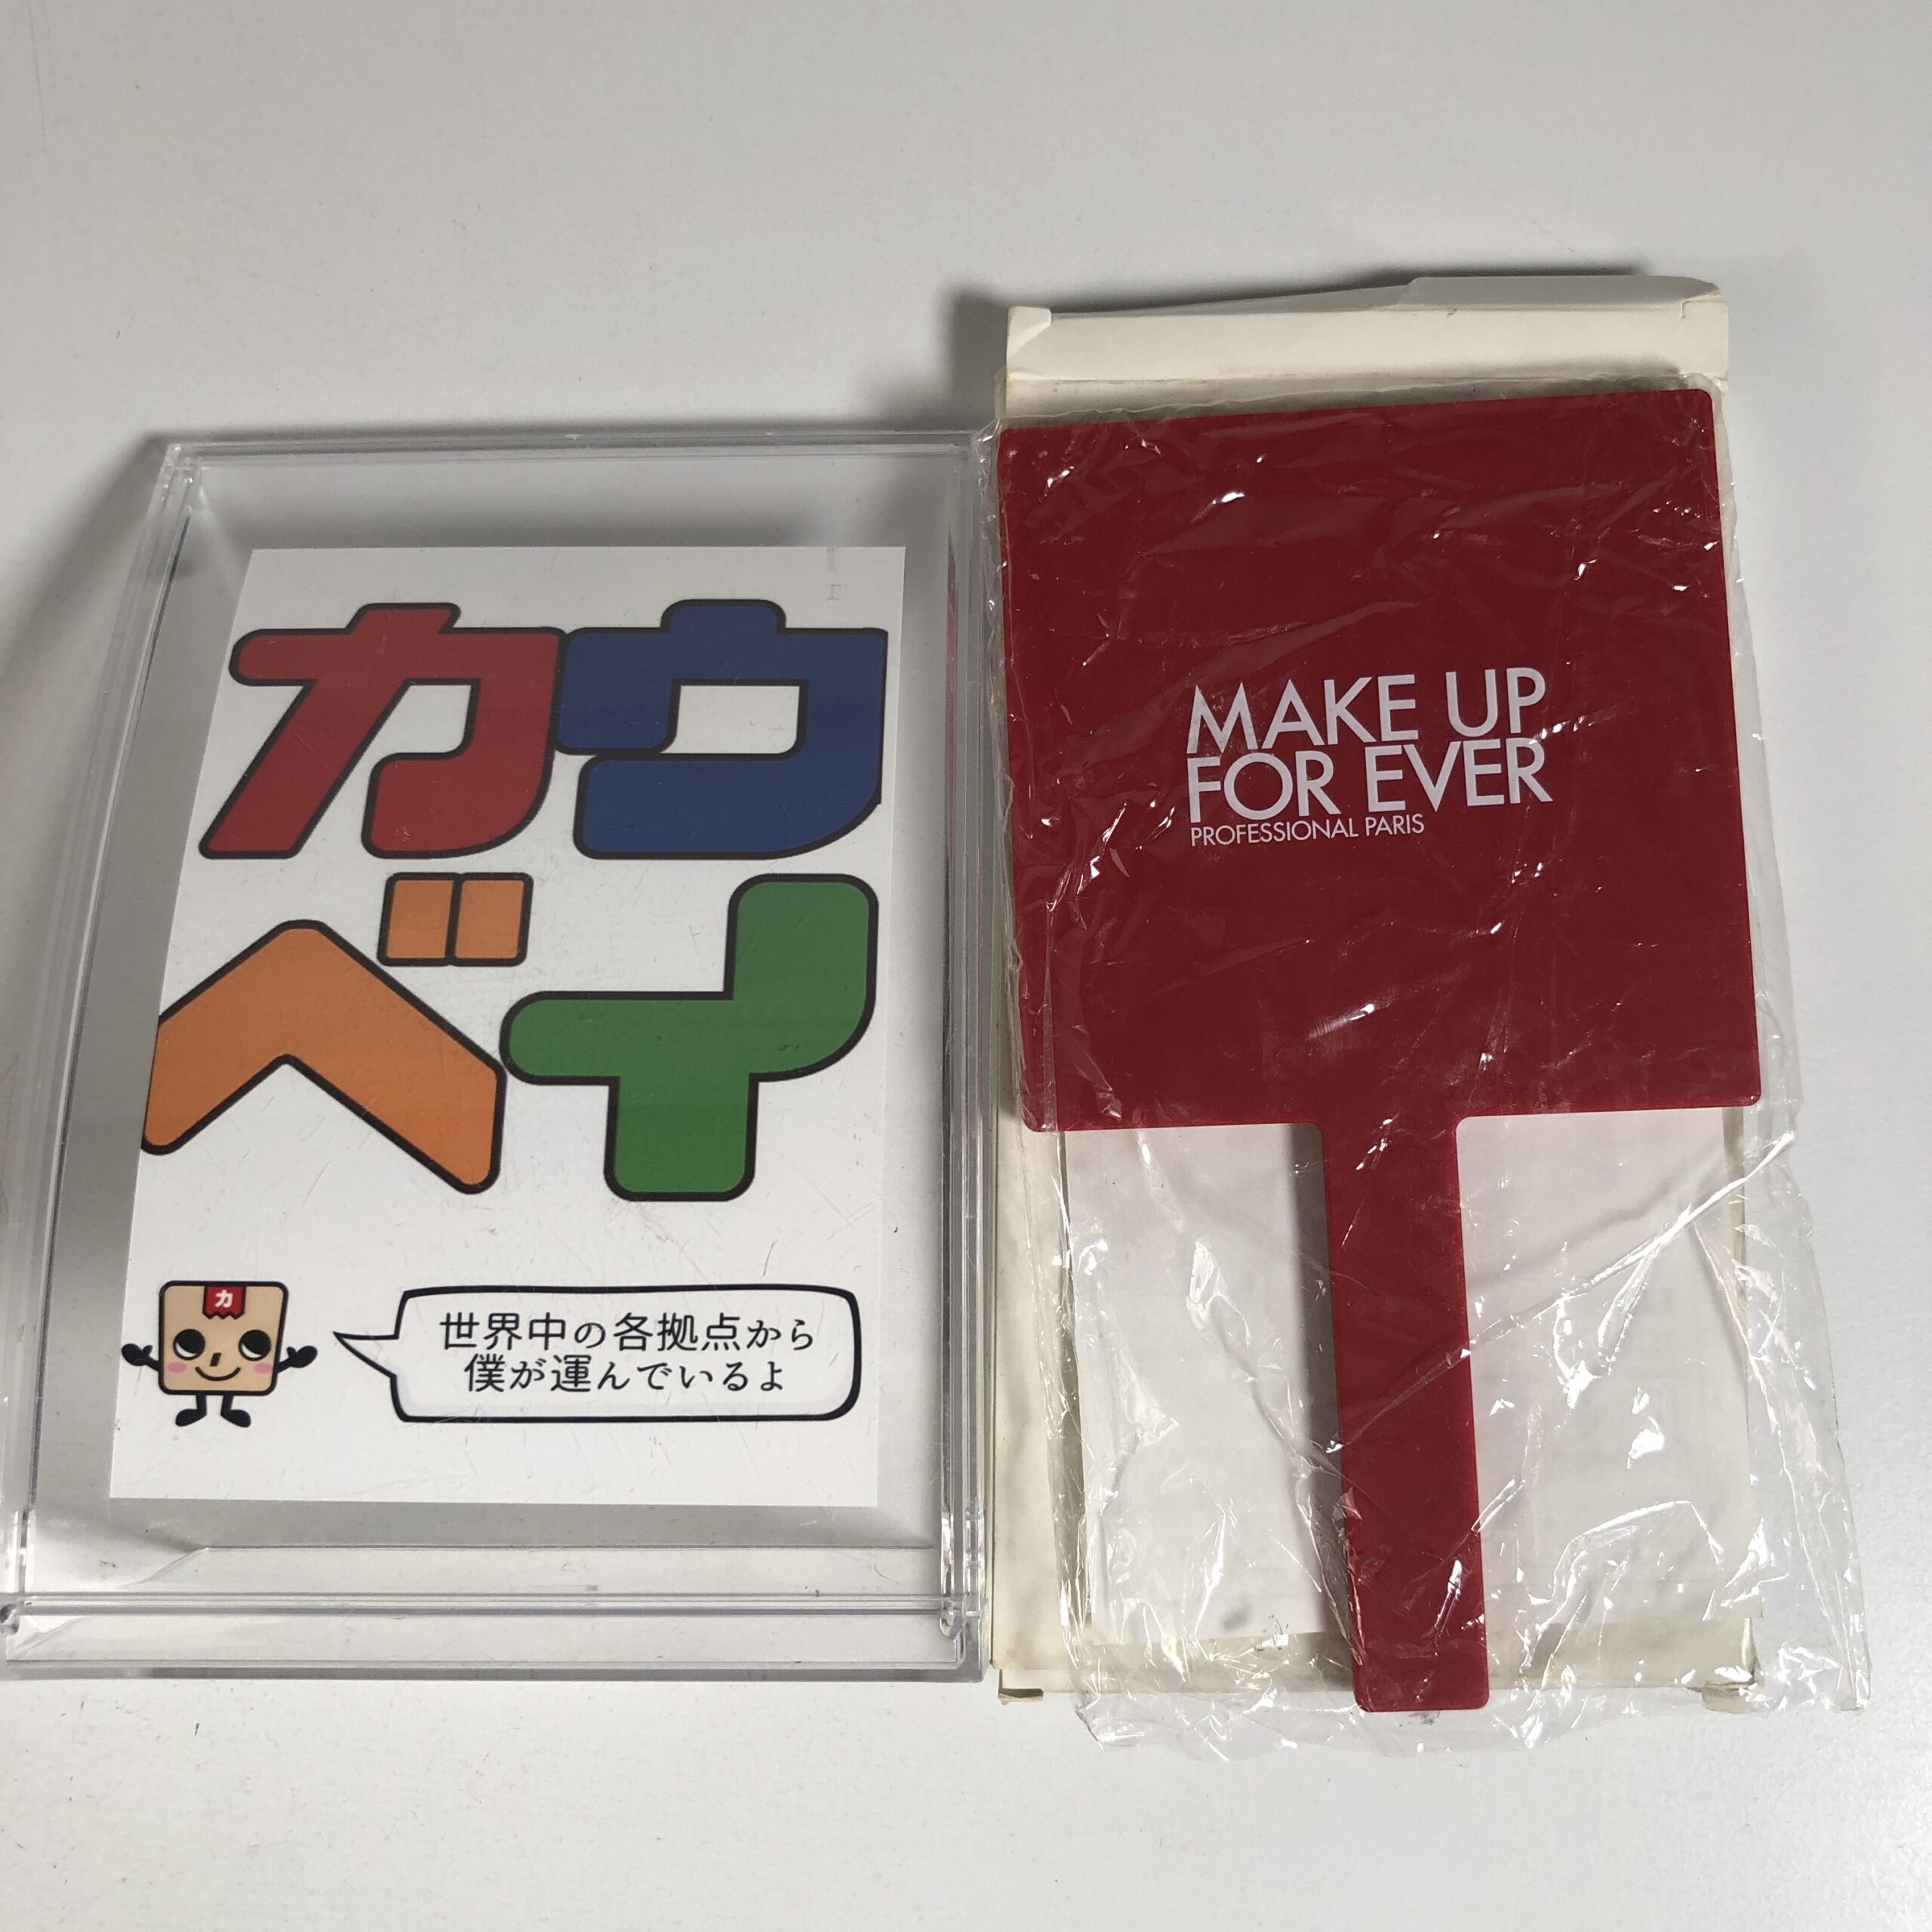 カウ
ベイ
カ
世界中の各拠点から
僕が運んでいるよ
MAKE UP
FOR EVER
PROFESSIONAL PARIS